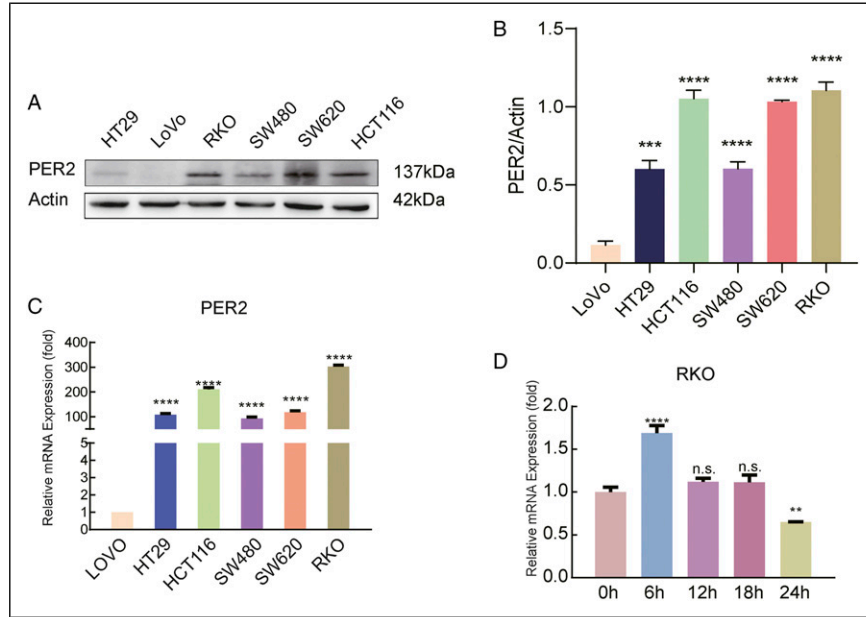 A
HT29
LoVo
RKO
SW480
SW620
HCT116
PER2
137kDa
Actin
42kDa
B
PER2/Actin
1.5
1.0
0.5
0.0
***
****
****
****
****
LoVo
HT29
HCT116
SW480
SW620
RKO
C
PER2
Relative mRNA Expression (fold)
400
300
200
100
5
4
3
2
1
0
****
****
****
****
****
LOVO
HT29
HCT116
SW480
SW620
RKO
D
RKO
Relative mRNA Expression (fold)
2.0
1.5
1.0
0.5
0.0
****
n.s.
n.s.
**
0h
6h
12h
18h
24h